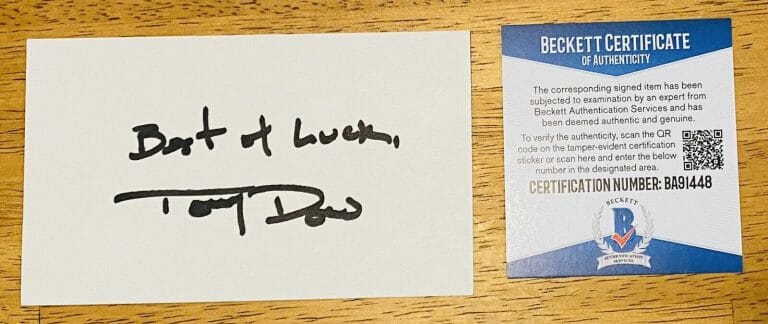 Best of Luck,
Tony Dow
BECKETT CERTIFICATE
OF AUTHENTICITY
The corresponding signed item has been
subjected to examination by an expert from
Beckett Authentication Services and has
been deemed authentic and genuine.
To verify the authenticity, scan the QR
code on the tamper-evident certification
sticker or scan here and enter the below
number in the designated area.
CERTIFICATION NUMBER: BA91448
BECKETT
B
AUTHENTICATION
SERVICES